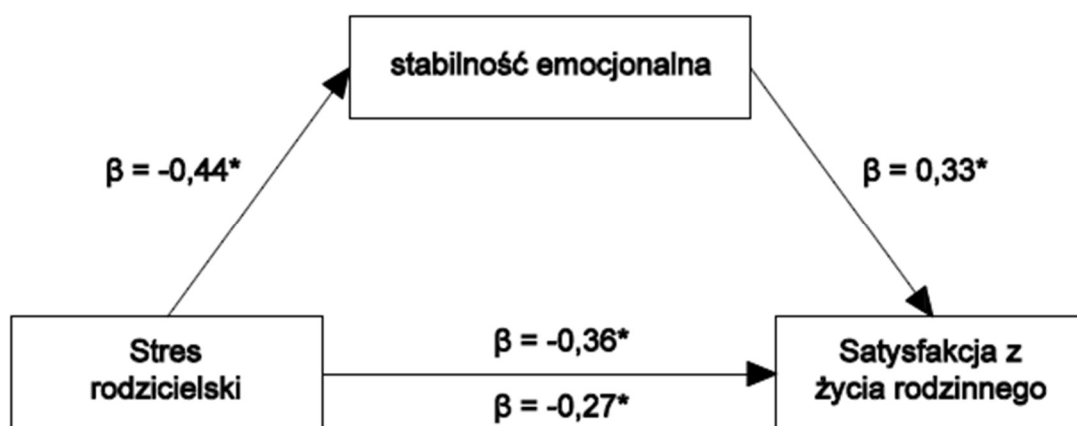 stabilność emocjonalna
β = -0,44*
β = 0,33*
Stres
rodzicielski
β = -0,36*
β = -0,27*
Satysfakcja z
życia rodzinnego